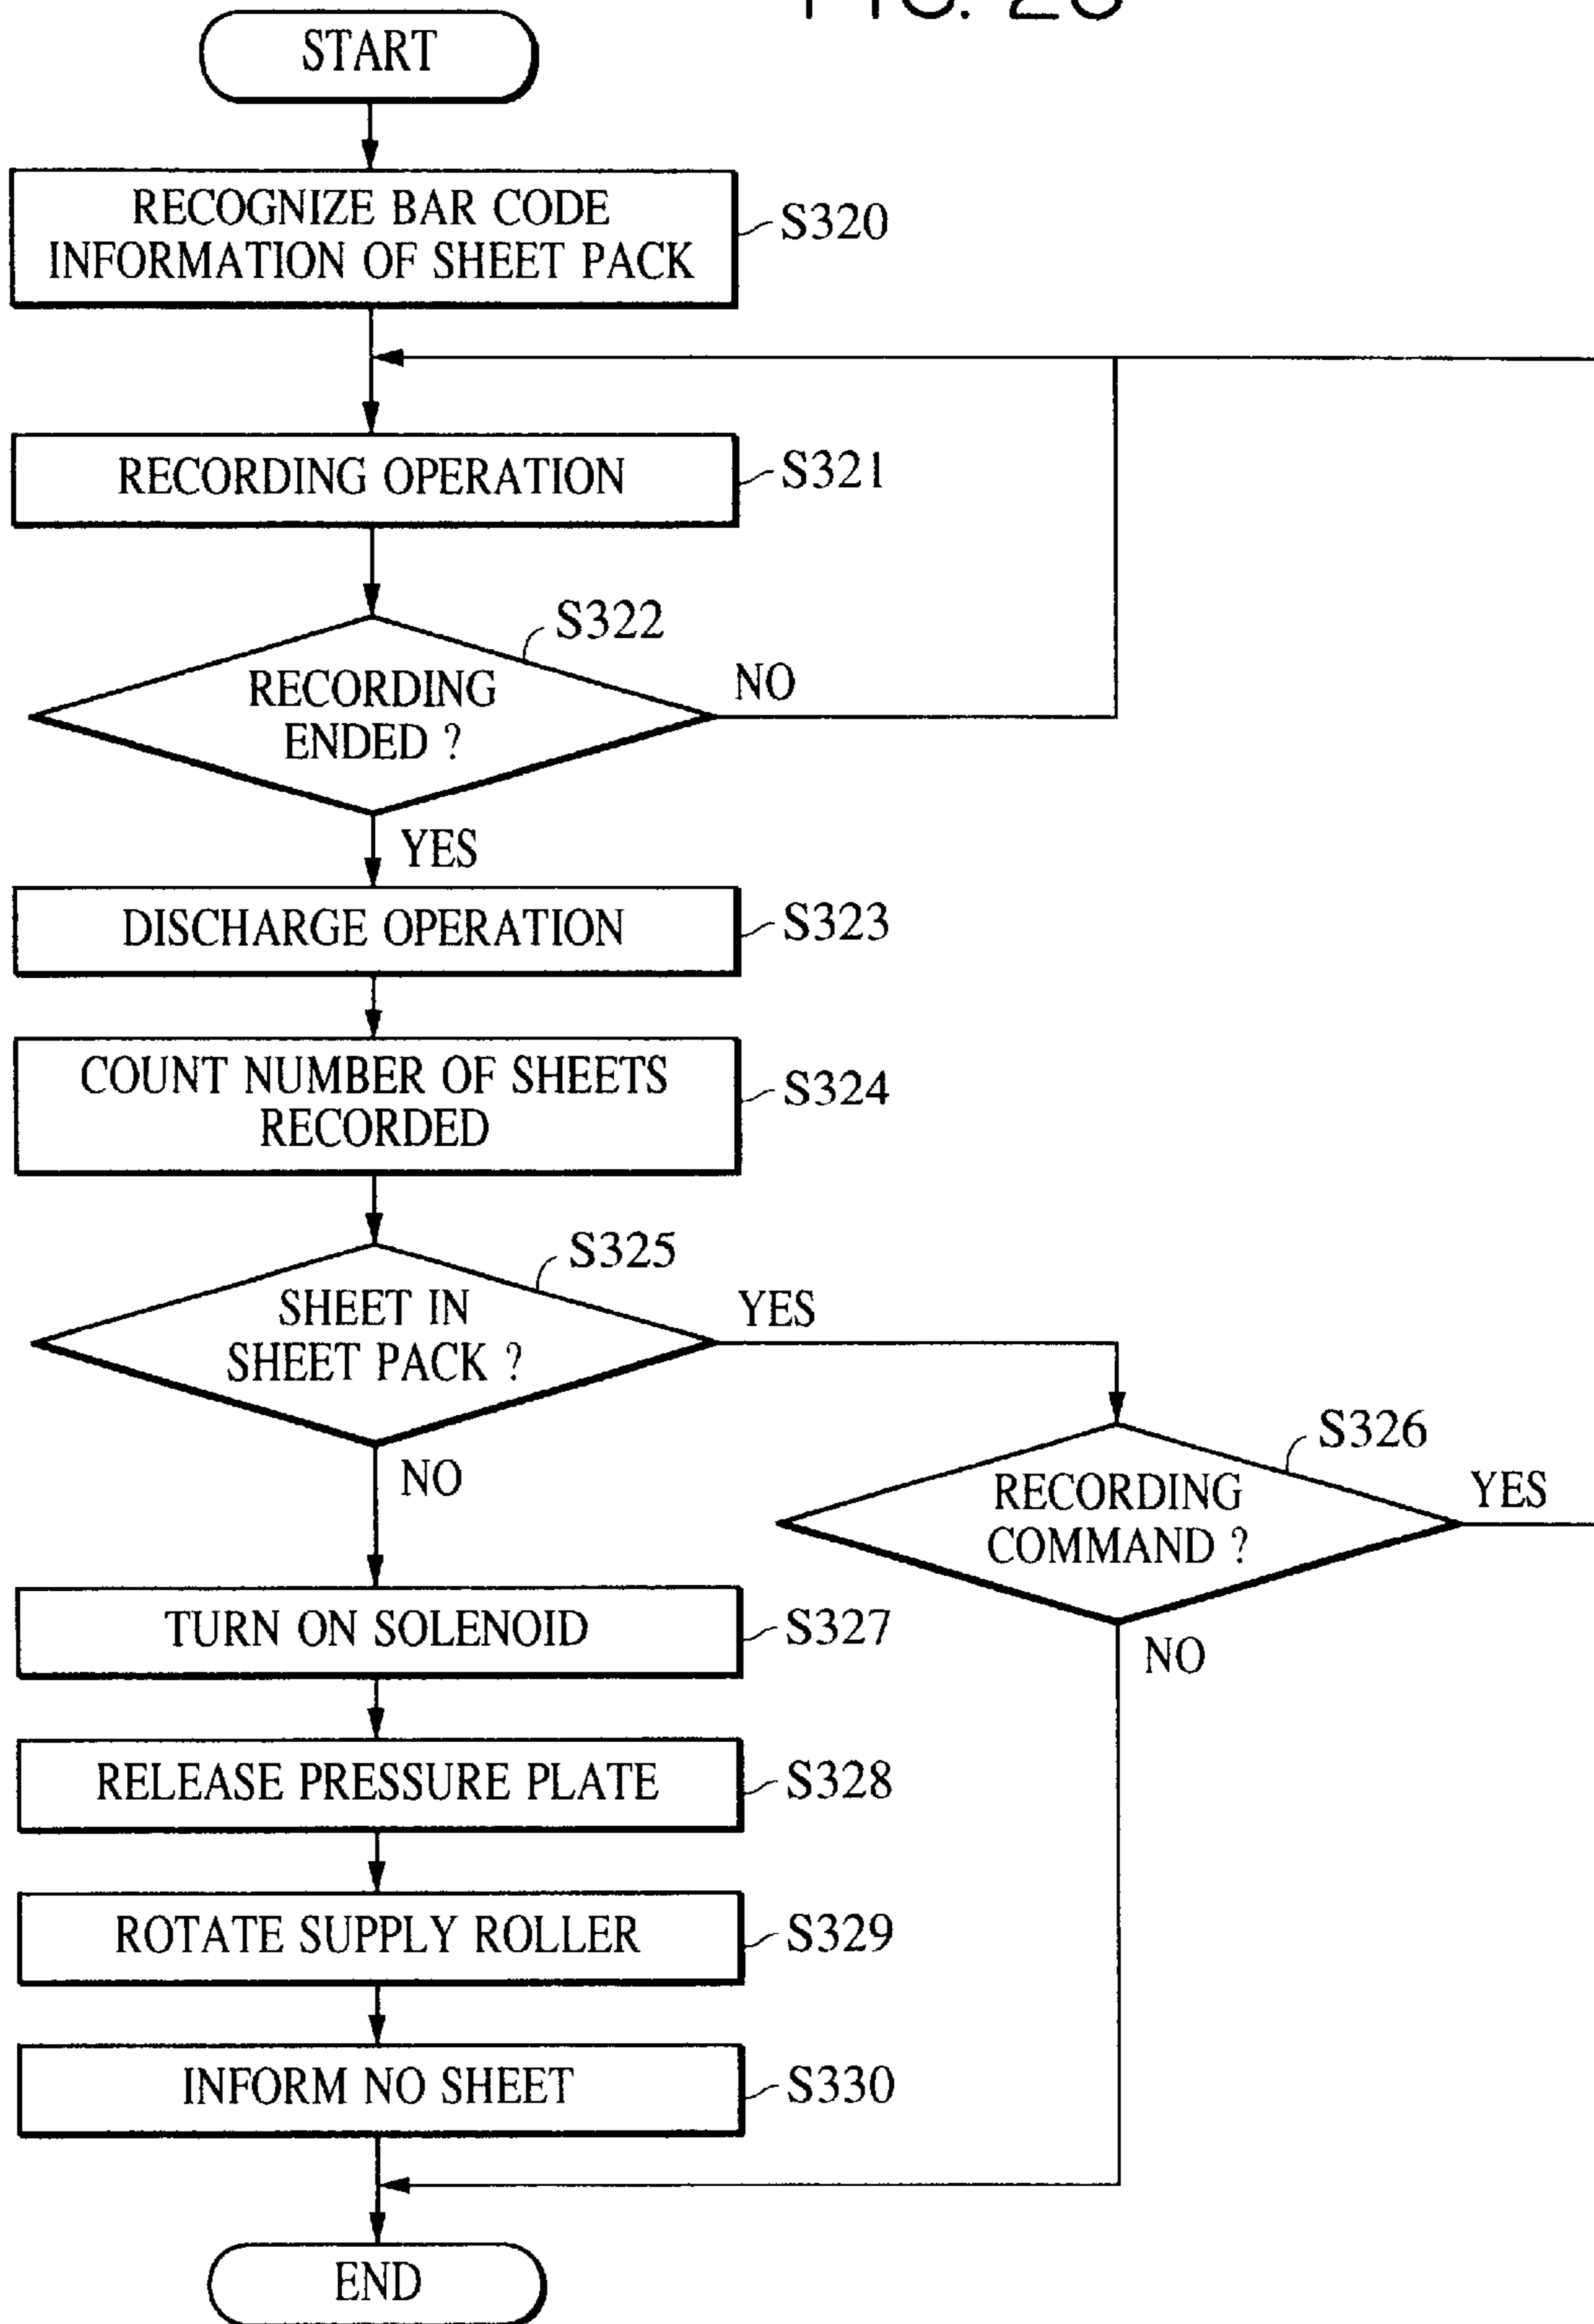 START
RECOGNIZE BAR CODE
INFORMATION OF SHEET PACK
S320
RECORDING OPERATION
S321
S322
RECORDING
ENDED ?
NO
YES
DISCHARGE OPERATION
S323
COUNT NUMBER OF SHEETS
RECORDED
S324
S325
SHEET IN
SHEET PACK ?
YES
NO
S326
RECORDING
COMMAND ?
YES
NO
TURN ON SOLENOID
S327
RELEASE PRESSURE PLATE
S328
ROTATE SUPPLY ROLLER
S329
INFORM NO SHEET
S330
END